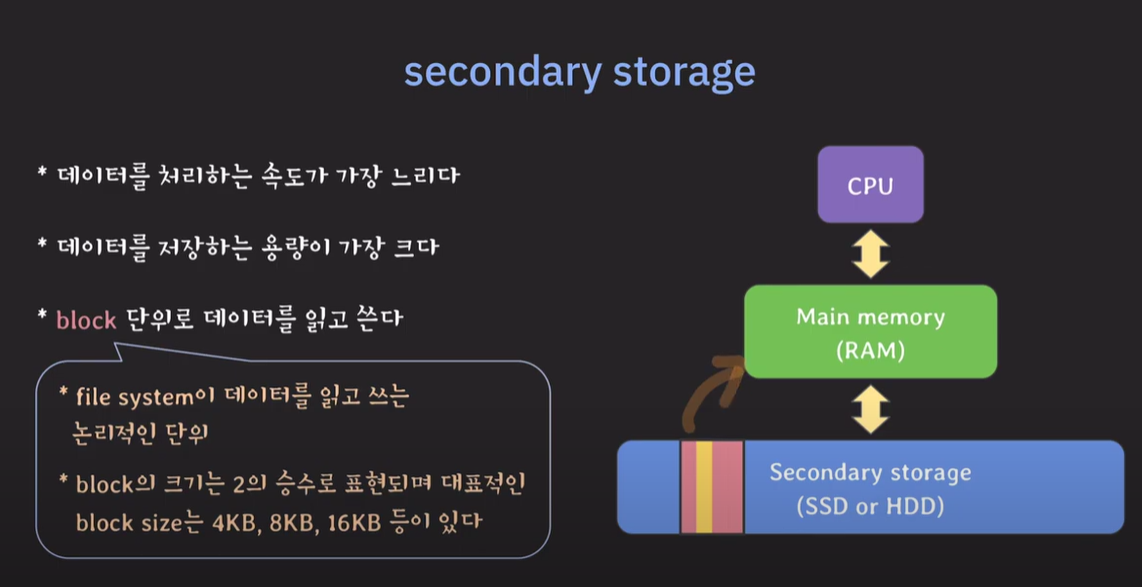 secondary storage
* 데이터를 처리하는 속도가 가장 느리다
* 데이터를 저장하는 용량이 가장 크다
* block 단위로 데이터를 읽고 쓴다
* file system이 데이터를 읽고 쓰는
논리적인 단위
* block의 크기는 2의 승수로 표현되며 대표적인
block size는 4KB, 8KB, 16KB 등이 있다
CPU
Main memory
(RAM)
Secondary storage
(SSD or HDD)